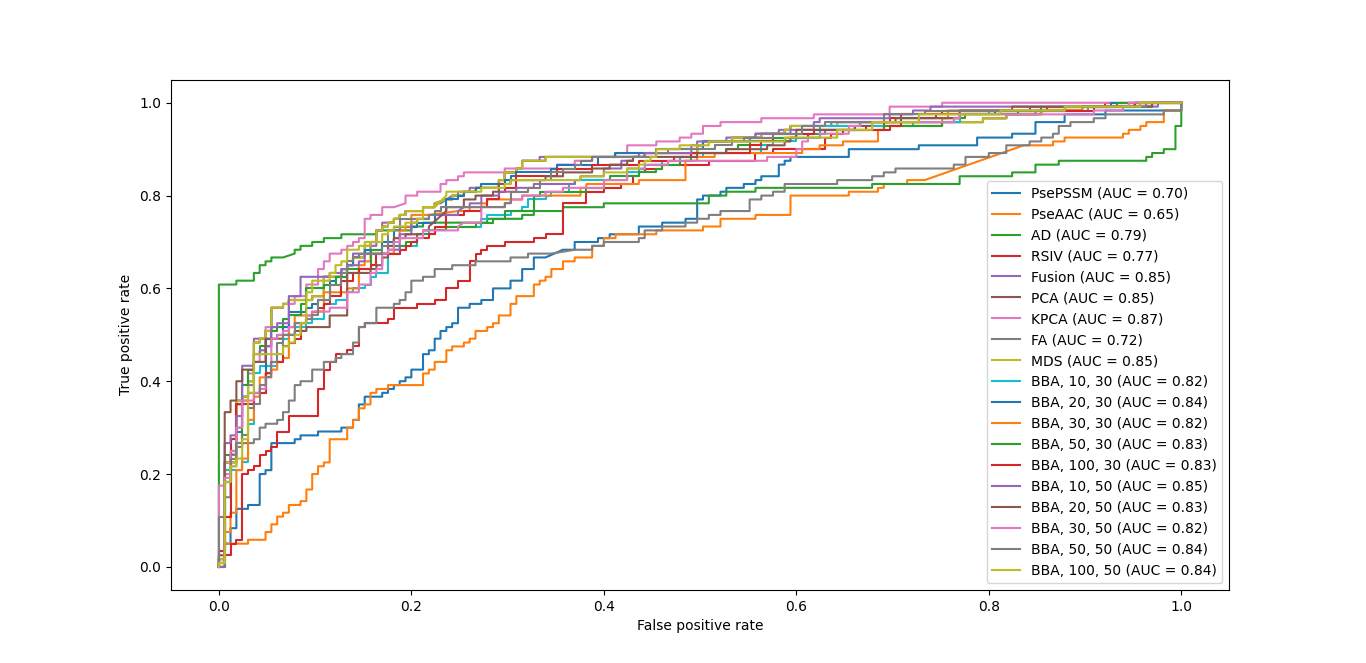 1.0
0.8
0.6
0.4
0.2
0.0
True positive rate
0.0 0.2 0.4 0.6 0.8 1.0
False positive rate
PsePSSM (AUC = 0.70)
PseAAC (AUC = 0.65)
AD (AUC = 0.79)
RSIV (AUC = 0.77)
Fusion (AUC = 0.85)
PCA (AUC = 0.85)
KPCA (AUC = 0.87)
FA (AUC = 0.72)
MDS (AUC = 0.85)
BBA, 10, 30 (AUC = 0.82)
BBA, 20, 30 (AUC = 0.84)
BBA, 30, 30 (AUC = 0.82)
BBA, 50, 30 (AUC = 0.83)
BBA, 100, 30 (AUC = 0.83)
BBA, 10, 50 (AUC = 0.85)
BBA, 20, 50 (AUC = 0.83)
BBA, 30, 50 (AUC = 0.82)
BBA, 50, 50 (AUC = 0.84)
BBA, 100, 50 (AUC = 0.84)